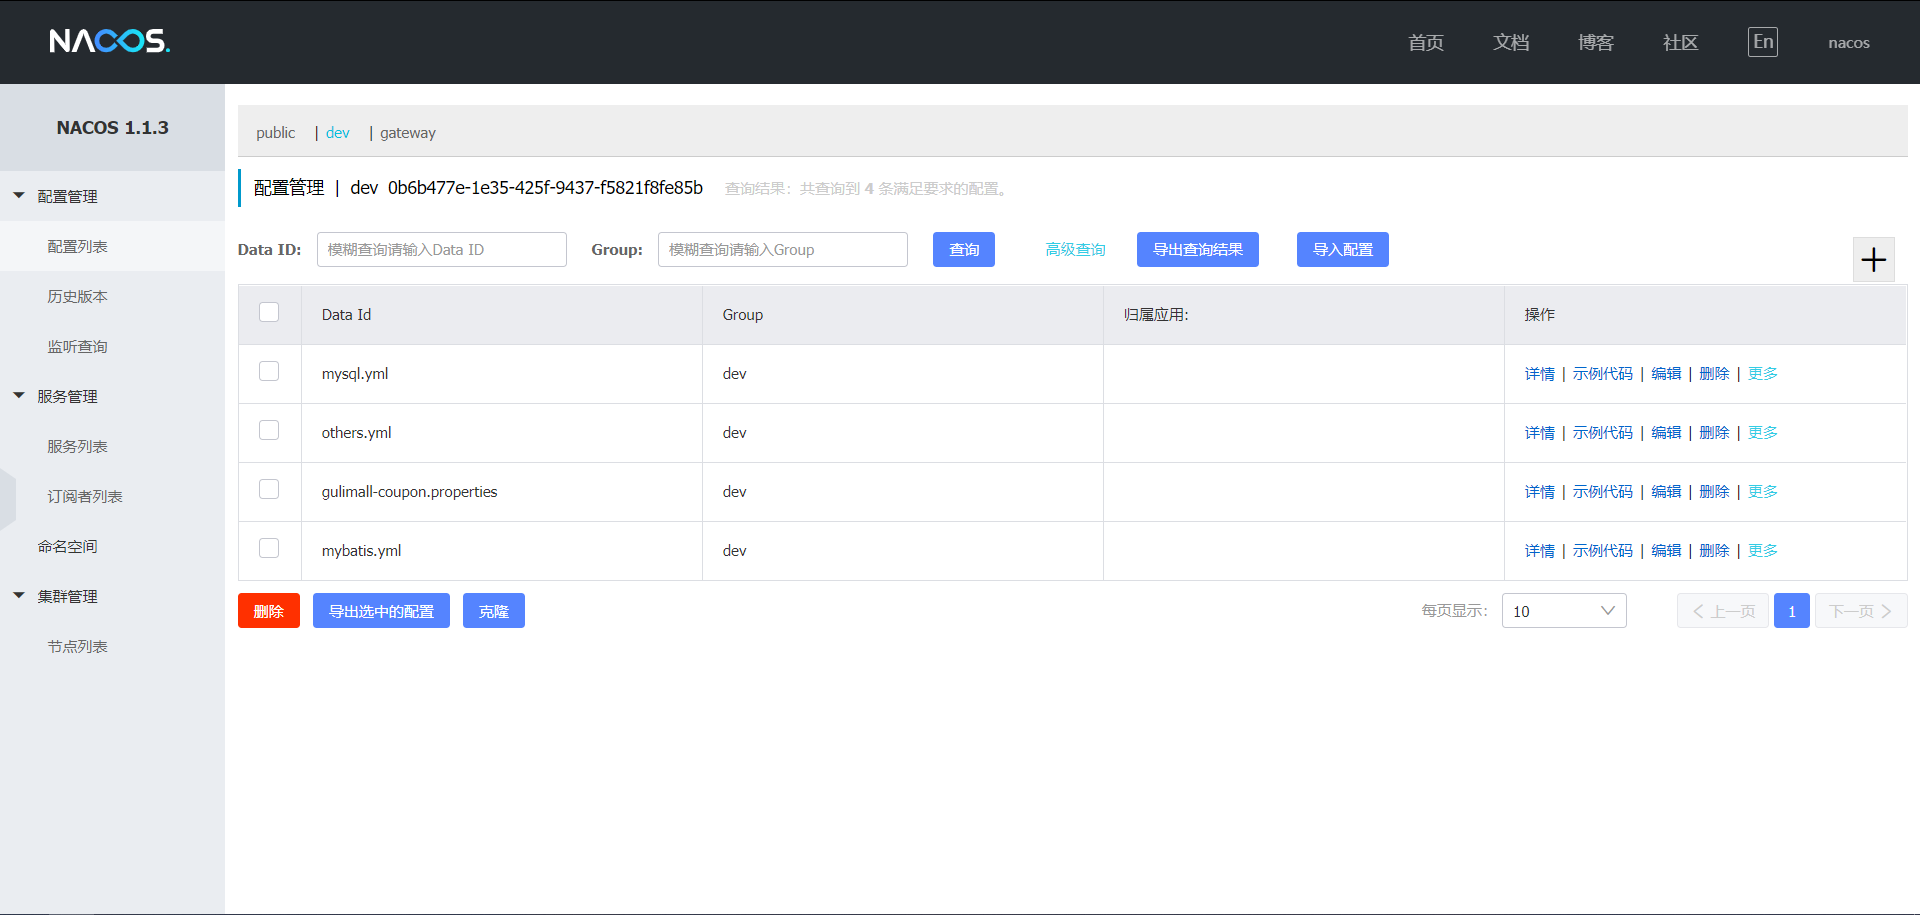 NACOS.
首页 文档 博客 社区 En nacos
NACOS 1.1.3
配置管理
配置列表
历史版本
监听查询
服务管理
服务列表
订阅者列表
命名空间
集群管理
节点列表
public | dev | gateway
配置管理 | dev 0b6b477e-1e35-425f-9437-f5821f8fe85b 查询结果：共查询到 4 条满足要求的配置。
Data ID: 模糊查询请输入Data ID Group: 模糊查询请输入Group 查询 高级查询 导出查询结果 导入配置
Data Id Group 归属应用: 操作
mysql.yml dev 详情 | 示例代码 | 编辑 | 删除 | 更多
others.yml dev 详情 | 示例代码 | 编辑 | 删除 | 更多
gulimall-coupon.properties dev 详情 | 示例代码 | 编辑 | 删除 | 更多
mybatis.yml dev 详情 | 示例代码 | 编辑 | 删除 | 更多
删除 导出选中的配置 克隆 每页显示: 10 上一页 1 下一页